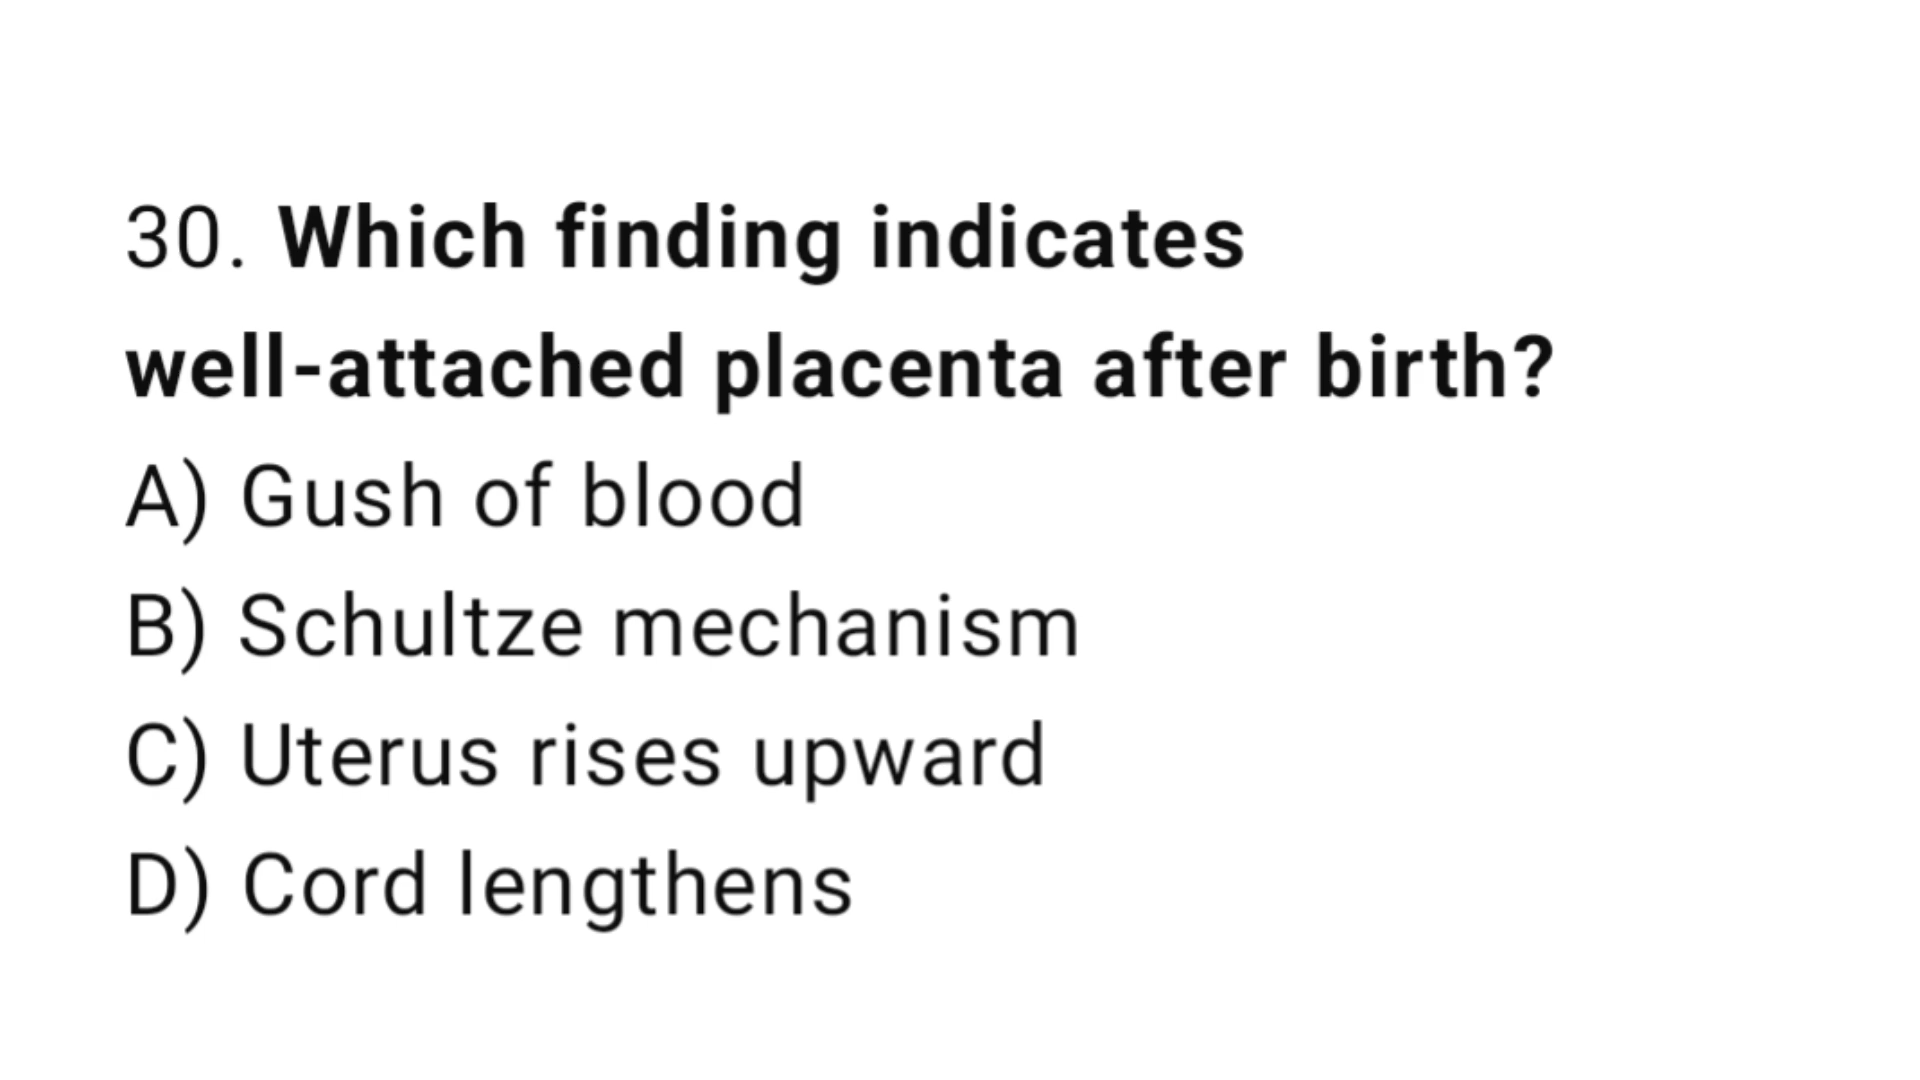 30. Which finding indicates
well-attached placenta after birth?
A) Gush of blood
B) Schultze mechanism
C) Uterus rises upward
D) Cord lengthens